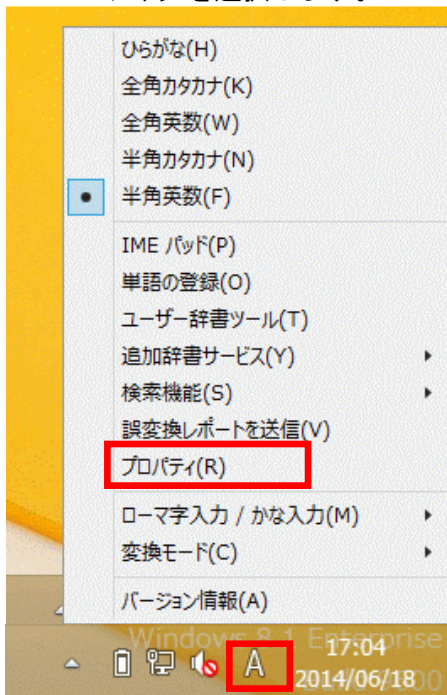 ひらがな(H)
全角カタカナ(K)
全角英数(W)
半角カタカナ(N)
半角英数(F)
IME パッド(P)
単語の登録(O)
ユーザー辞書ツール(T)
追加辞書サービス(Y)
検索機能(S)
誤変換レポートを送信(V)
プロパティ(R)
ローマ字入力 / かな入力(M)
変換モード(C)
バージョン情報(A)
Windows 8.1 Enterprise
A
17:04
2014/06/18